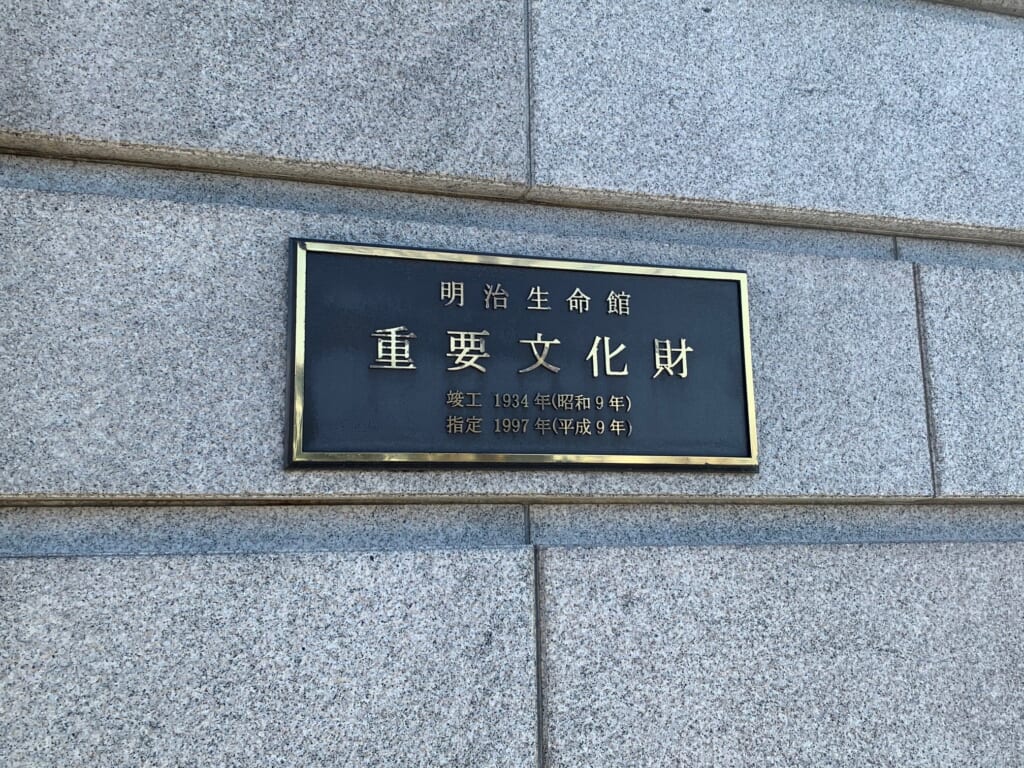 明治生命館
重要文化財
竣工 1934年(昭和9年)
指定 1997年(平成9年)